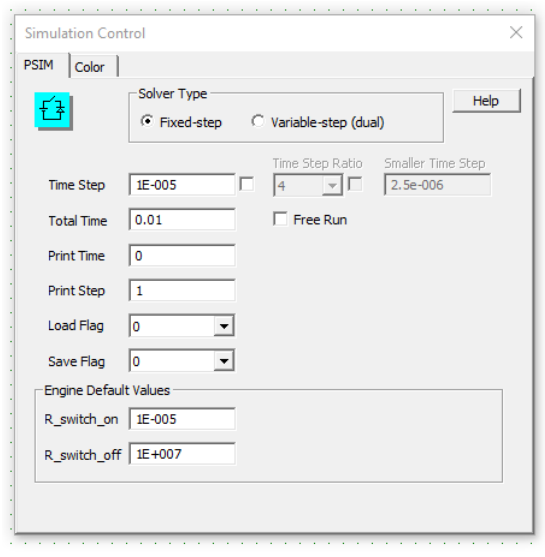 Simulation Control
PSIM Color
Solver Type
Fixed-step Variable-step (dual)
Help
Time Step Ratio Smaller Time Step
Time Step 1E-005 4 2.5e-006
Total Time 0.01 Free Run
Print Time 0
Print Step 1
Load Flag 0
Save Flag 0
Engine Default Values
R_switch_on 1E-005
R_switch_off 1E+007